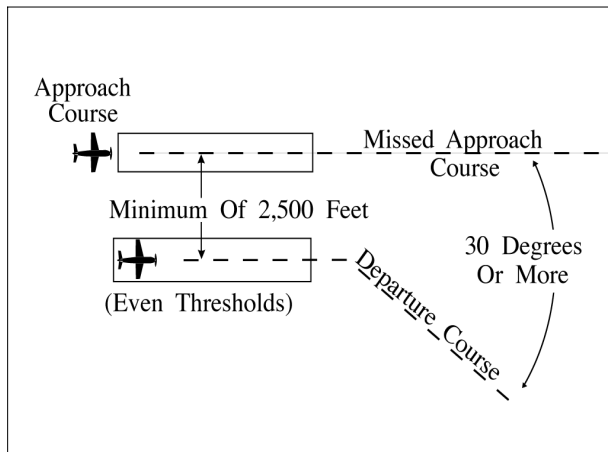 Approach
Course
Missed Approach
Course
Minimum Of 2,500 Feet
30 Degrees
Or More
(Even Thresholds)
Departure Course